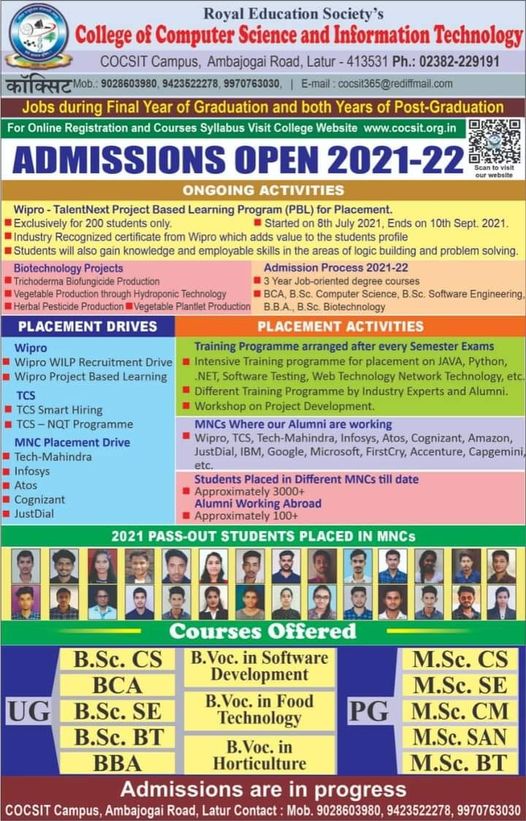 Royal Education Society's
College of Computer Science and Information Technology
COCSIT Campus, Ambajogai Road, Latur - 413531 Ph.: 02382-229191
कॉक्सिट Mob.: 9028603980, 9423522278, 9970763030, | E-mail : cocsit365@rediffmail.com
Jobs during Final Year of Graduation and both Years of Post-Graduation
For Online Registration and Courses Syllabus Visit College Website www.cocsit.org.in
ADMISSIONS OPEN 2021-22
Scan to visit
our website
ONGOING ACTIVITIES
Wipro - TalentNext Project Based Learning Program (PBL) for Placement.
Exclusively for 200 students only. Started on 8th July 2021, Ends on 10th Sept. 2021.
Industry Recognized certificate from Wipro which adds value to the students profile
Students will also gain knowledge and employable skills in the areas of logic building and problem solving.
Biotechnology Projects
Trichoderma Biofungicide Production
Vegetable Production through Hydroponic Technology
Herbal Pesticide Production Vegetable Plantlet Production
Admission Process 2021-22
3 Year Job-oriented degree courses
BCA, B.Sc. Computer Science, B.Sc. Software Engineering,
B.B.A., B.Sc. Biotechnology
PLACEMENT DRIVES
Wipro
Wipro WILP Recruitment Drive
Wipro Project Based Learning
TCS
TCS Smart Hiring
TCS – NQT Programme
MNC Placement Drive
Tech-Mahindra
Infosys
Atos
Cognizant
JustDial
PLACEMENT ACTIVITIES
Training Programme arranged after every Semester Exams
Intensive Training programme for placement on JAVA, Python,
.NET, Software Testing, Web Technology Network Technology, etc.
Different Training Programme by Industry Experts and Alumni.
Workshop on Project Development.
MNCs Where our Alumni are working
Wipro, TCS, Tech-Mahindra, Infosys, Atos, Cognizant, Amazon,
JustDial, IBM, Google, Microsoft, FirstCry, Accenture, Capgemini,
etc.
Students Placed in Different MNCs till date
Approximately 3000+
Alumni Working Abroad
Approximately 100+
2021 PASS-OUT STUDENTS PLACED IN MNCs
Courses Offered
UG
B.Sc. CS
BCA
B.Sc. SE
B.Sc. BT
BBA
B.Voc. in Software
Development
B.Voc. in Food
Technology
B.Voc. in
Horticulture
PG
M.Sc. CS
M.Sc. SE
M.Sc. CM
M.Sc. SAN
M.Sc. BT
Admissions are in progress
COCSIT Campus, Ambajogai Road, Latur Contact : Mob. 9028603980, 9423522278, 9970763030